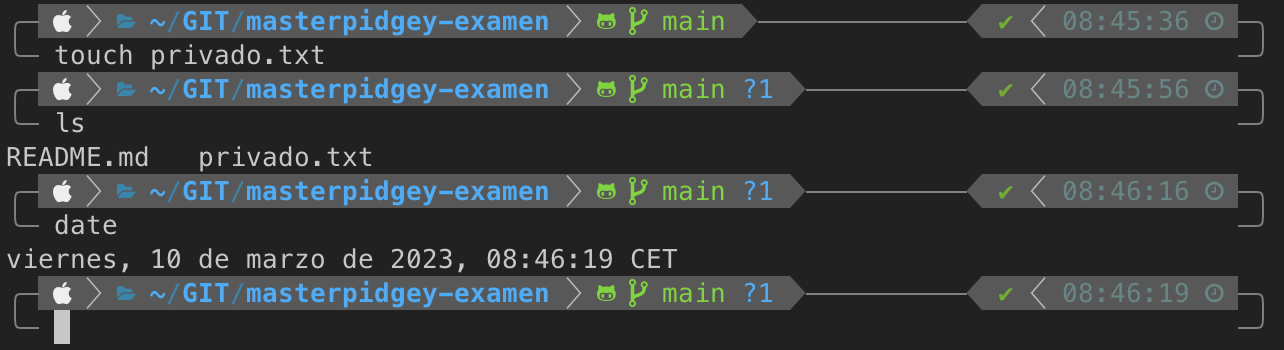 ~/GIT/masterpidgey-examen main ✔ 08:45:36
touch privado.txt
~/GIT/masterpidgey-examen main ?1 ✔ 08:45:56
ls
README.md privado.txt
~/GIT/masterpidgey-examen main ?1 ✔ 08:46:16
date
viernes, 10 de marzo de 2023, 08:46:19 CET
~/GIT/masterpidgey-examen main ?1 ✔ 08:46:19